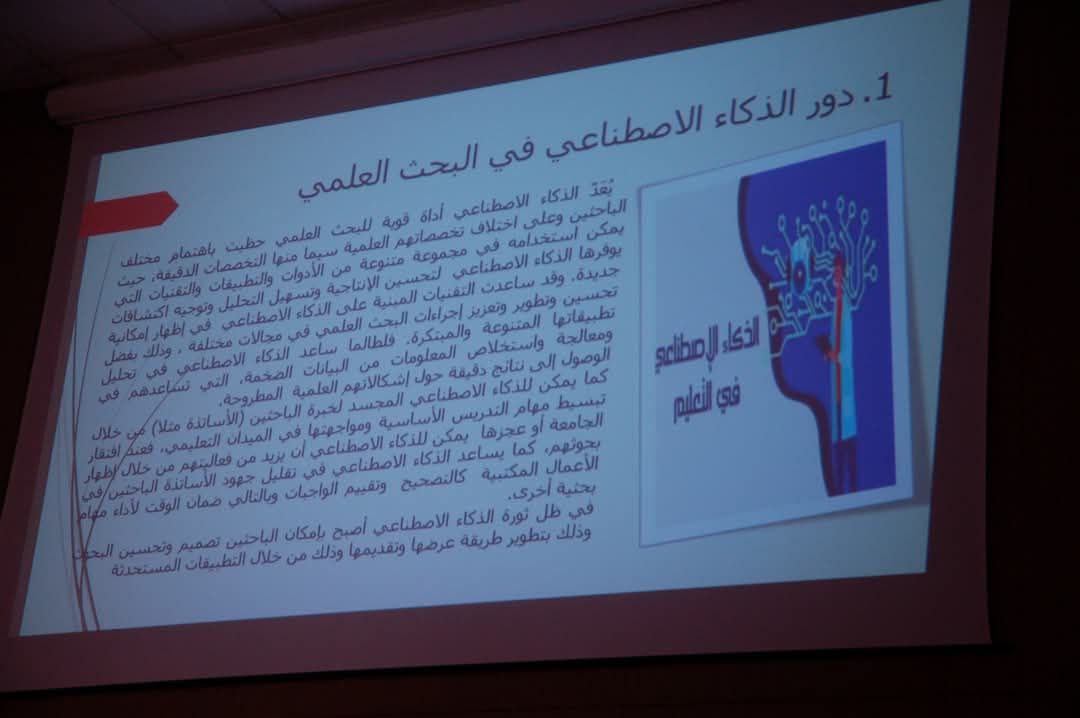 1. دور الذكاء الاصطناعي في البحث العلمي
يُعَدّ الذكاء الاصطناعي أداة قوية للبحث العلمي حظيت باهتمام مختلف
الباحثين وعلى اختلاف تخصصاتهم العلمية سيما منها التخصصات الدقيقة، حيث
يمكن استخدامه في مجموعة متنوعة من الأدوات والتطبيقات والتقنيات التي
يوفرها الذكاء الاصطناعي لتحسين الإنتاجية وتسهيل التحليل وتوجيه اكتشافات
جديدة. وقد ساعدت التقنيات المبنية على الذكاء الاصطناعي في إظهار إمكانية
تحسين وتطوير وتعزيز إجراءات البحث العلمي في مجالات مختلفة ، وذلك بفضل
تطبيقاتها المتنوعة والمبتكرة. فلطالما ساعد الذكاء الاصطناعي في تحليل
ومعالجة واستخلاص المعلومات من البيانات الضخمة، التي تساعدهم في
الوصول إلى نتائج دقيقة حول إشكالاتهم العلمية المطروحة.
كما يمكن للذكاء الاصطناعي المجسد لخبرة الباحثين (الأساتذة مثلا) من خلال
تبسيط مهام التدريس الأساسية ومواجهتها في الميدان التعليمي، فعند افتقار
الجامعة أو عجزها يمكن للذكاء الاصطناعي أن يزيد من فعاليتهم من خلال إظهار
بحوثهم، كما يساعد الذكاء الاصطناعي في تقليل جهود الأساتذة الباحثين في
الأعمال المكتبية كالتصحيح وتقييم الواجبات وبالتالي ضمان الوقت لأداء مهام
بحثية أخرى.
في ظل ثورة الذكاء الاصطناعي أصبح بإمكان الباحثين تصميم وتحسين البحوث
وذلك بتطوير طريقة عرضها وتقديمها وذلك من خلال التطبيقات المستحدثة
الذكاء الإصطناعي
في التعليم